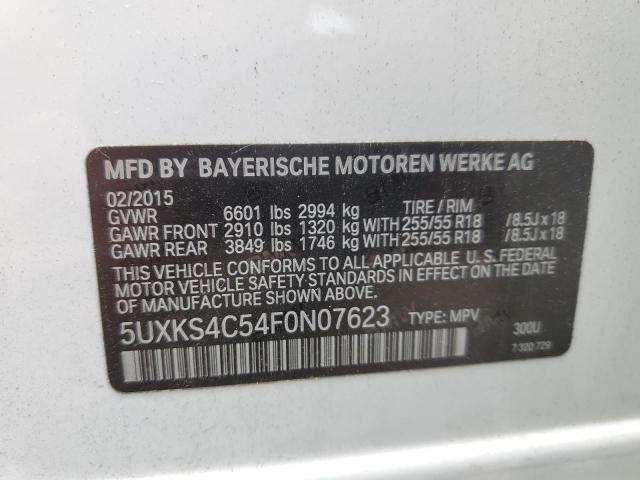 MFD BY BAYERISCHE MOTOREN WERKE AG
02/2015
GVWR 6601 lbs 2994 kg TIRE / RIM
GAWR FRONT 2910 lbs 1320 kg WITH 255/55 R18 /8.5J x 18
GAWR REAR 3849 lbs 1746 kg WITH 255/55 R18 /8.5J x 18
THIS VEHICLE CONFORMS TO ALL APPLICABLE U. S. FEDERAL
MOTOR VEHICLE SAFETY-STANDARDS IN EFFECT ON THE DATE
OF MANUFACTURE SHOWN ABOVE.
5UXKS4C54F0N07623 TYPE: MPV 300U
7 320 729